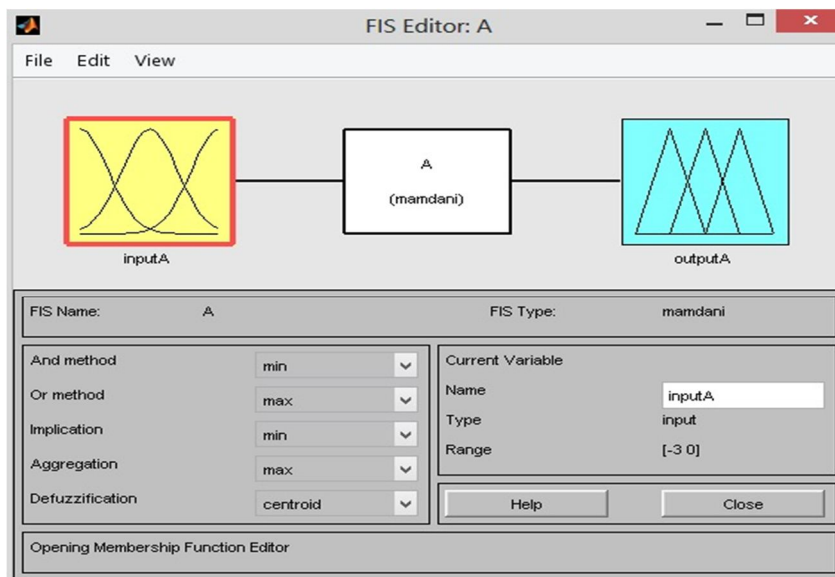 FIS Editor: A
File Edit View
A
(mamdani)
inputA
outputA
FIS Name: A FIS Type: mamdani
And method min
Or method max
Implication min
Aggregation max
Defuzzification centroid
Current Variable
Name inputA
Type input
Range [-3 0]
Help Close
Opening Membership Function Editor